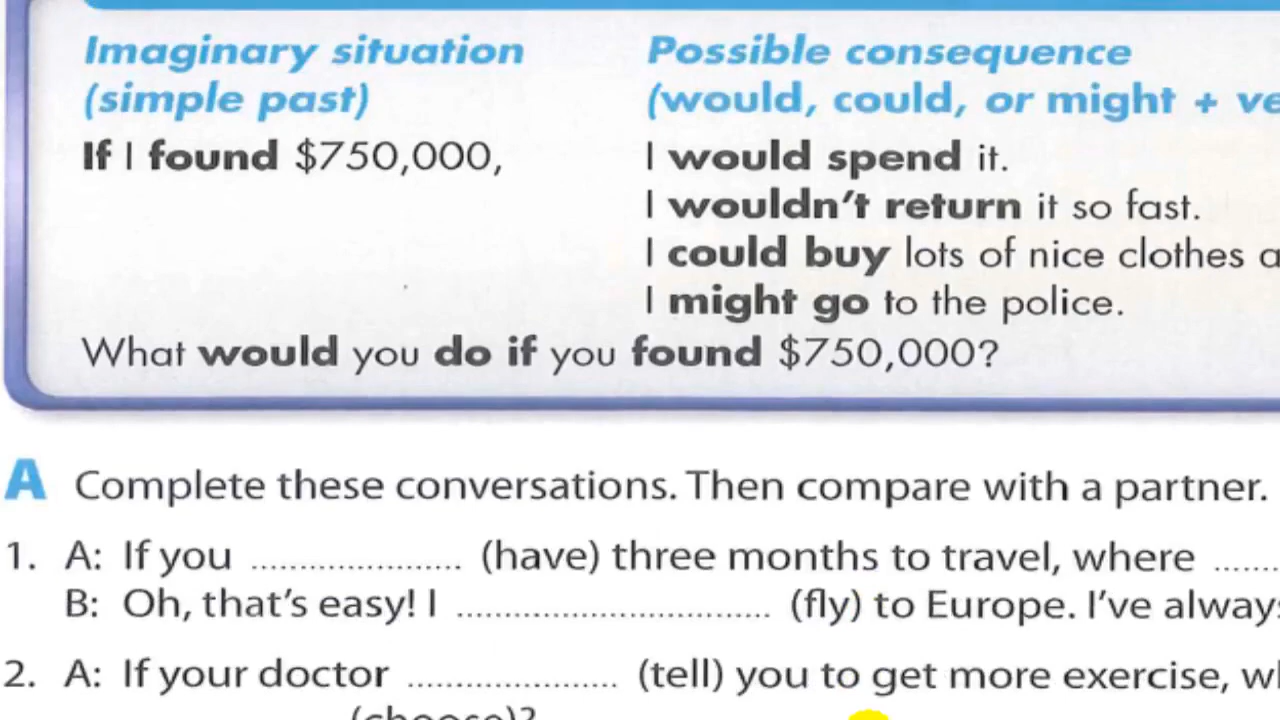 Imaginary situation
(simple past)
Possible consequence
(would, could, or might + ve
If I found $750,000,
I would spend it.
I wouldn't return it so fast.
I could buy lots of nice clothes a
I might go to the police.
What would you do if you found $750,000?
A Complete these conversations. Then compare with a partner.
1. A: If you .................... (have) three months to travel, where .......
B: Oh, that's easy! I .............................. (fly) to Europe. I've always
2. A: If your doctor .................... (tell) you to get more exercise, wh
(choose)?